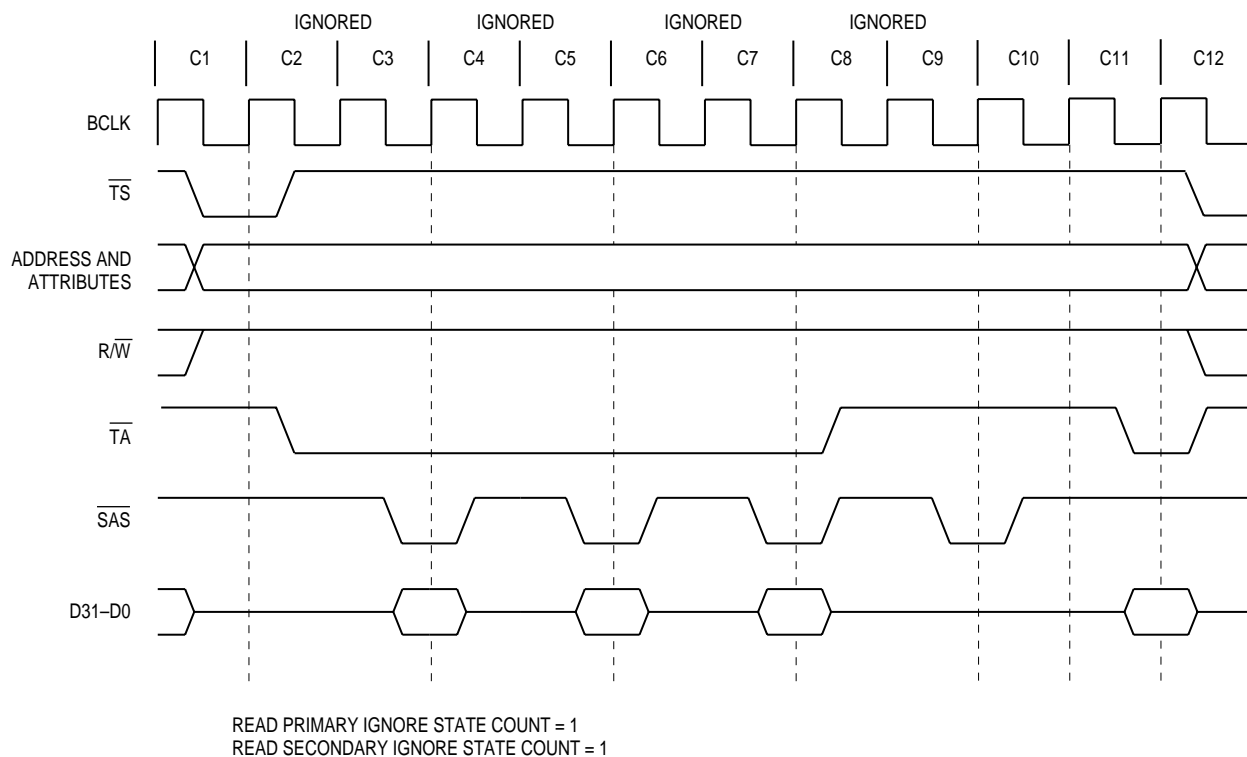 IGNORED IGNORED IGNORED IGNORED
C1 C2 C3 C4 C5 C6 C7 C8 C9 C10 C11 C12
BCLK
TS
ADDRESS AND
ATTRIBUTES
R/W
TA
SAS
D31–D0
READ PRIMARY IGNORE STATE COUNT = 1
READ SECONDARY IGNORE STATE COUNT = 1